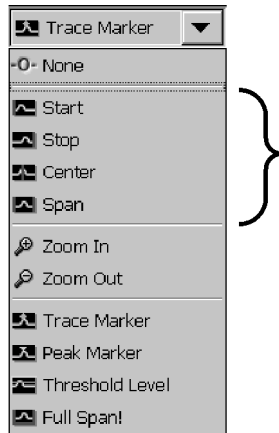 Trace Marker
-0- None
Start
Stop
Center
Span
Zoom In
Zoom Out
Trace Marker
Peak Marker
Threshold Level
Full Span!